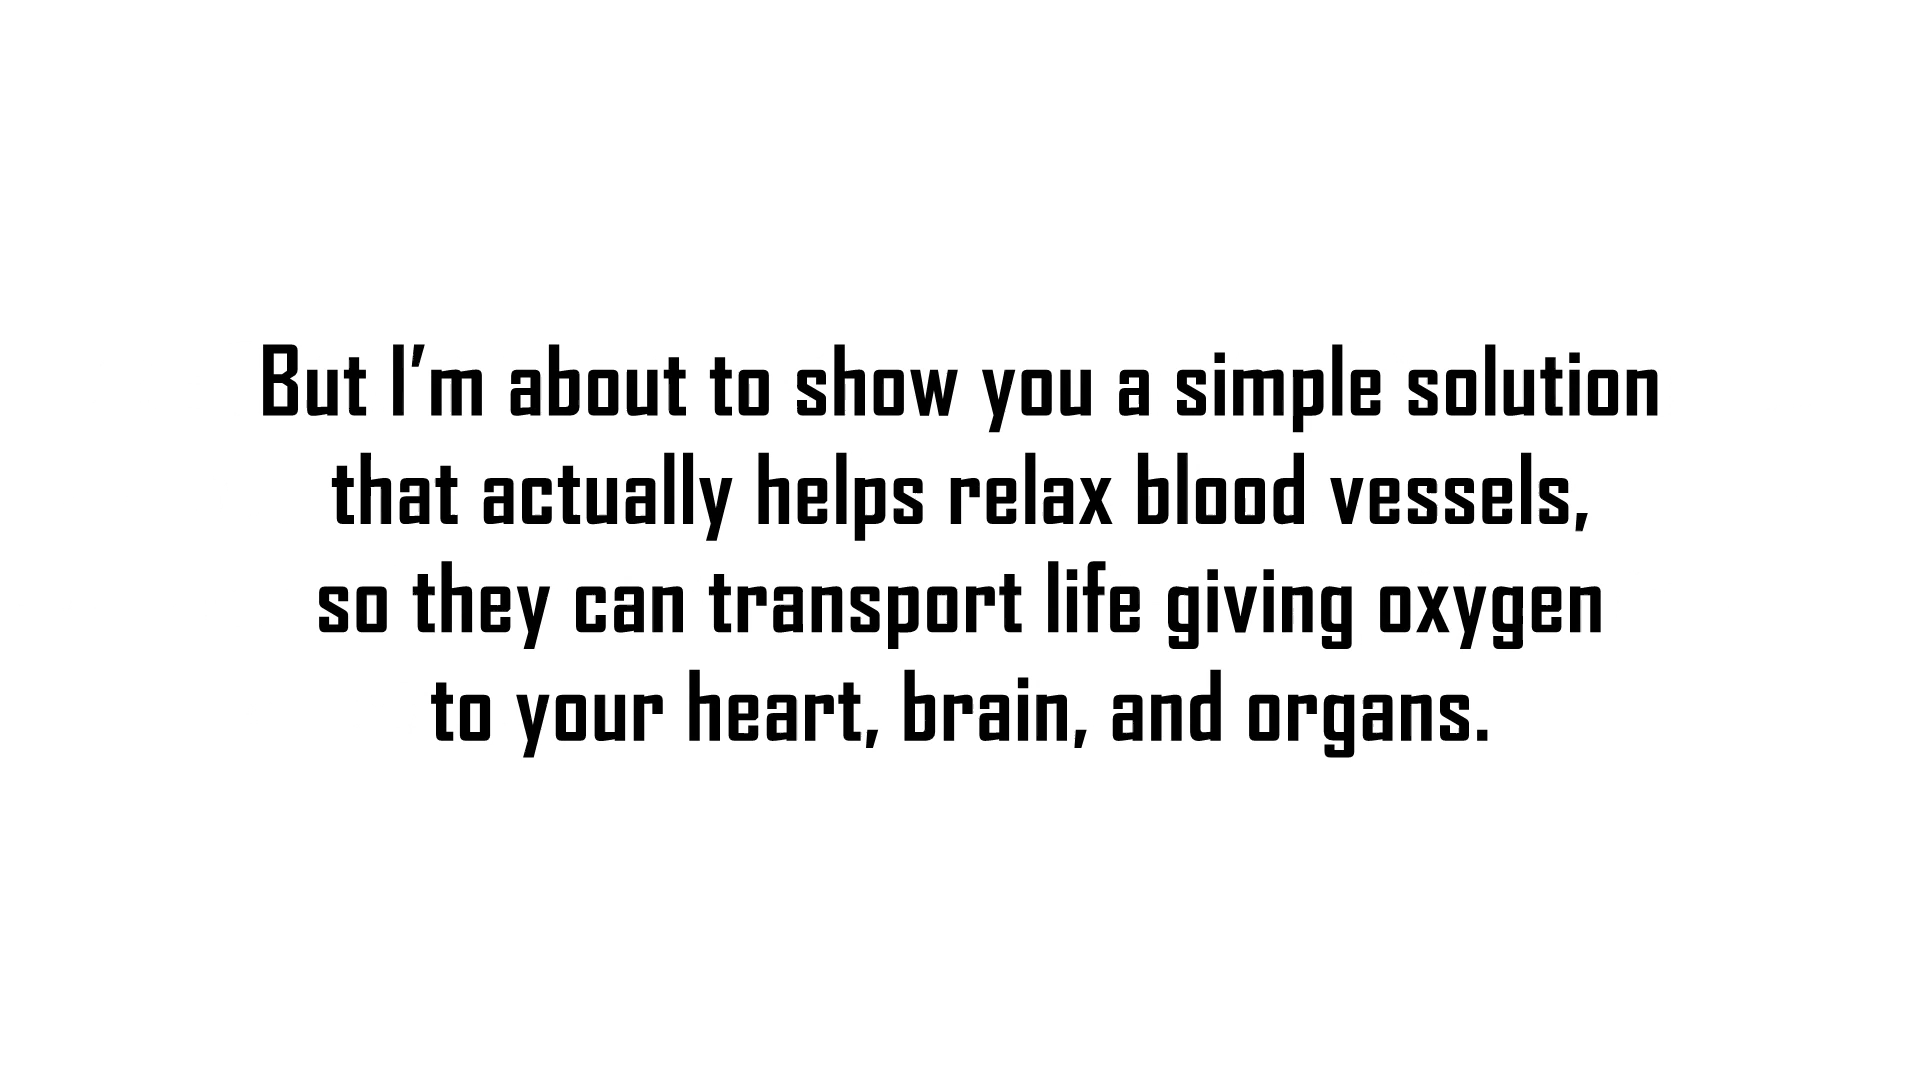 But I’m about to show you a simple solution
that actually helps relax blood vessels,
so they can transport life giving oxygen
to your heart, brain, and organs.